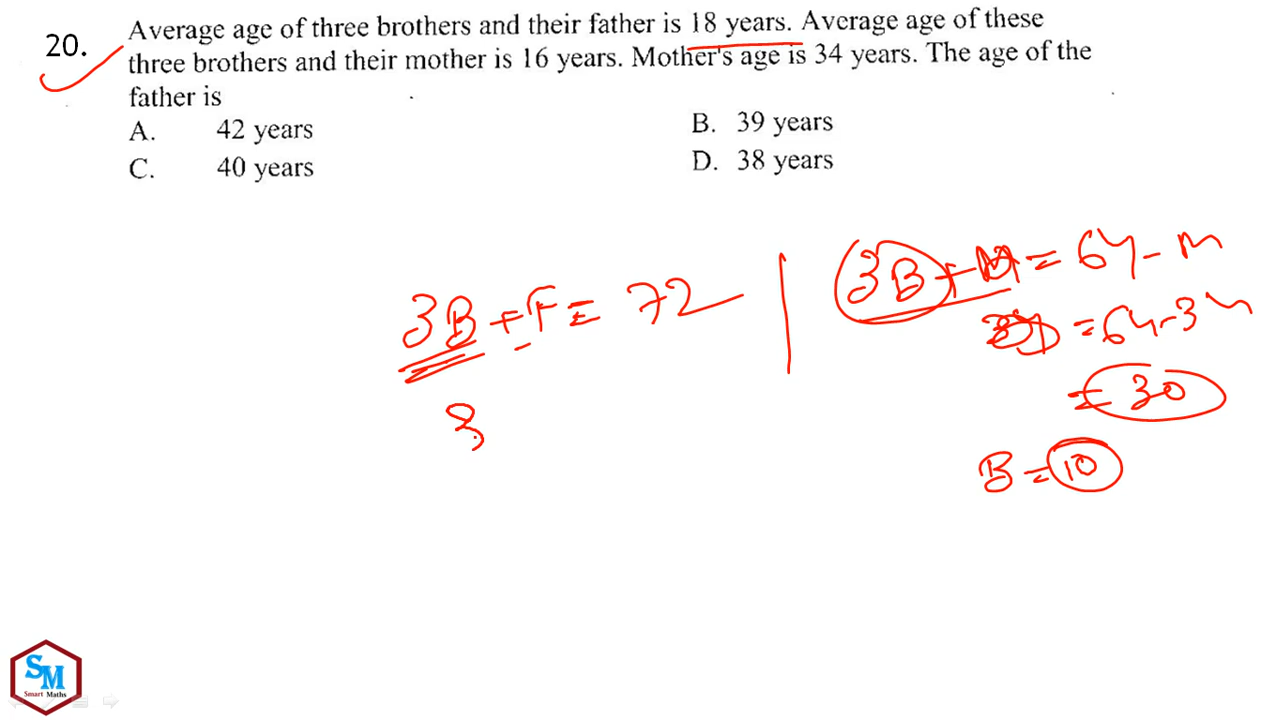 20. Average age of three brothers and their father is 18 years. Average age of these
three brothers and their mother is 16 years. Mother's age is 34 years. The age of the
father is
A. 42 years B. 39 years
C. 40 years D. 38 years
3B + F = 72
3
3B + M = 64 - M
= 64 - 34
= 30
B = 10
SM
Smart Maths